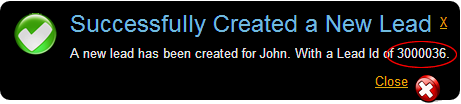 Successfully Created a New Lead X
A new lead has been created for John. With a Lead Id of 3000036.
Close